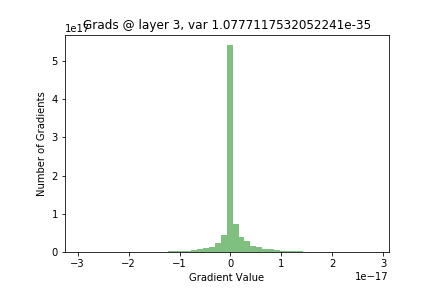 Grads @ layer 3, var 1.0777117532052241e-35
1e17
5
4
3
2
1
0
Number of Gradients
−3
−2
−1
0
1
2
3
Gradient Value
1e−17